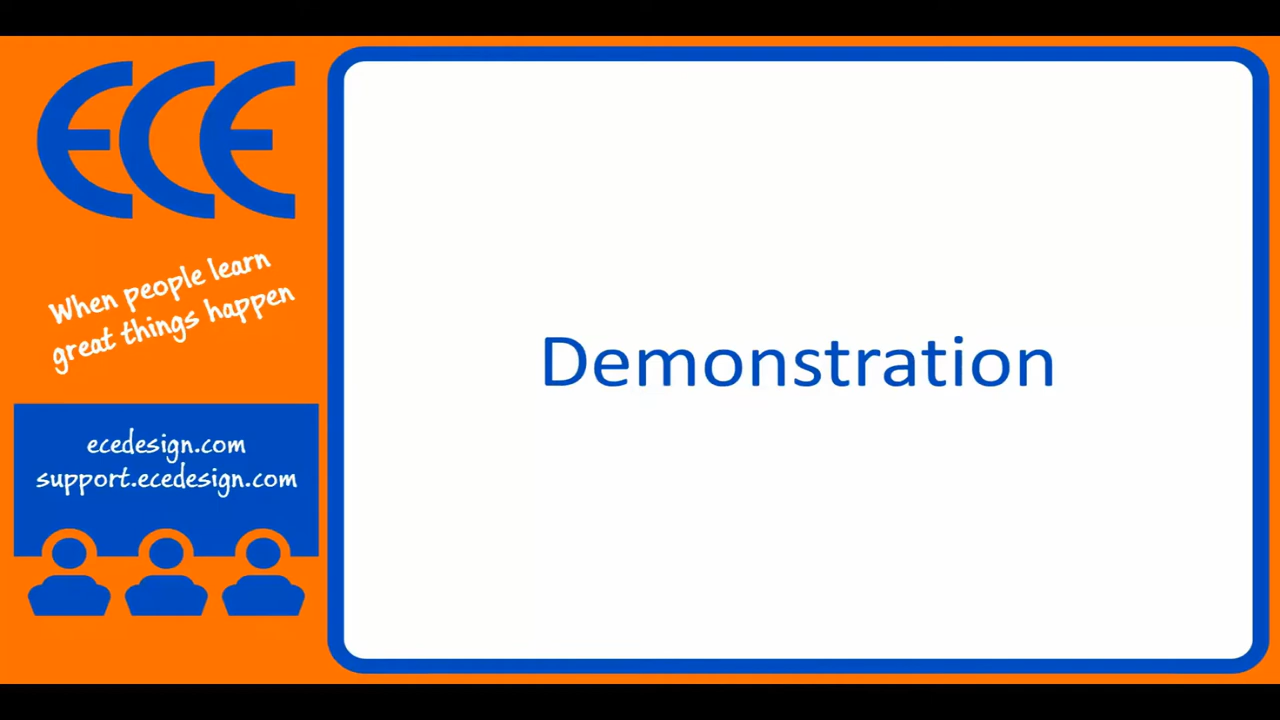 ECE
When people learn
great things happen
ecedesign.com
support.ecedesign.com
Demonstration